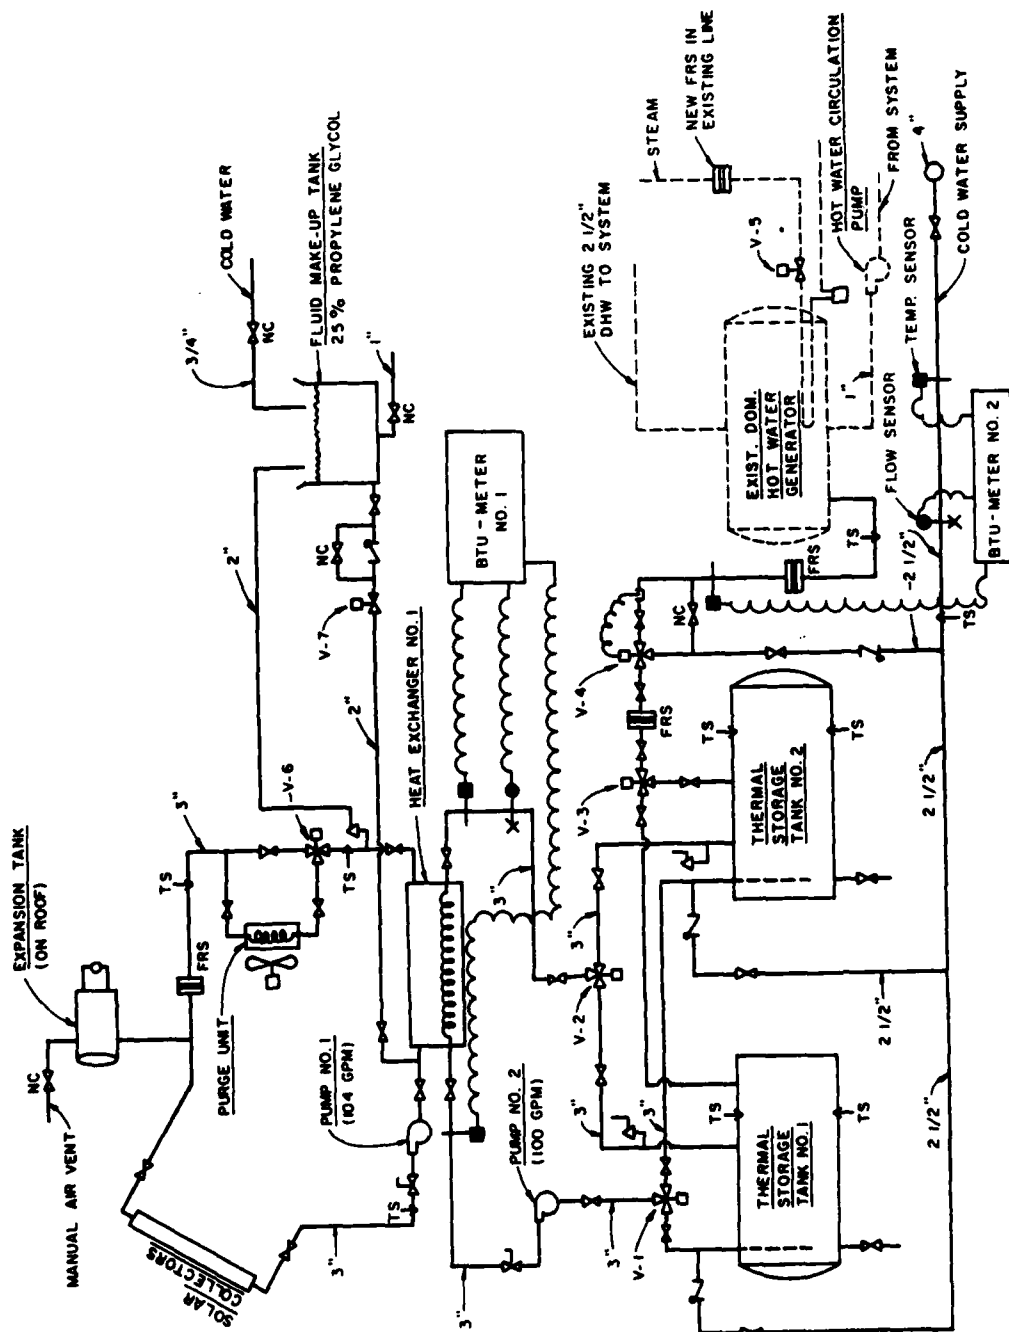 EXPANSION TANK
(ON ROOF)
NC
MANUAL AIR VENT
SOLAR
COLLECTORS
FRS
TS
3"
PURGE UNIT
V-6
TS
TS
3"
PUMP NO.1
(104 GPM)
2"
COLD WATER
3/4"
NC
FLUID MAKE-UP TANK
25% PROPYLENE GLYCOL
1"
NC
NC
V-7
2"
HEAT EXCHANGER NO.1
BTU-METER
NO.1
3"
PUMP NO. 2
(100 GPM)
3"
3"
V-1
3"
3"
V-2
3"
3"
V-3
FRS
V-4
NC
FRS
TS
EXISTING 2 1/2"
DHW TO SYSTEM
STEAM
NEW FRS IN
EXISTING LINE
V-5
EXIST. DOM.
HOT WATER
GENERATOR
HOT WATER CIRCULATION
PUMP
FROM SYSTEM
1"
4"
COLD WATER SUPPLY
TEMP. SENSOR
FLOW SENSOR
BTU-METER NO. 2
2 1/2"
TS
THERMAL
STORAGE
TANK NO.1
TS
TS
THERMAL
STORAGE
TANK NO.2
TS
TS
2 1/2"
2 1/2"
2 1/2"